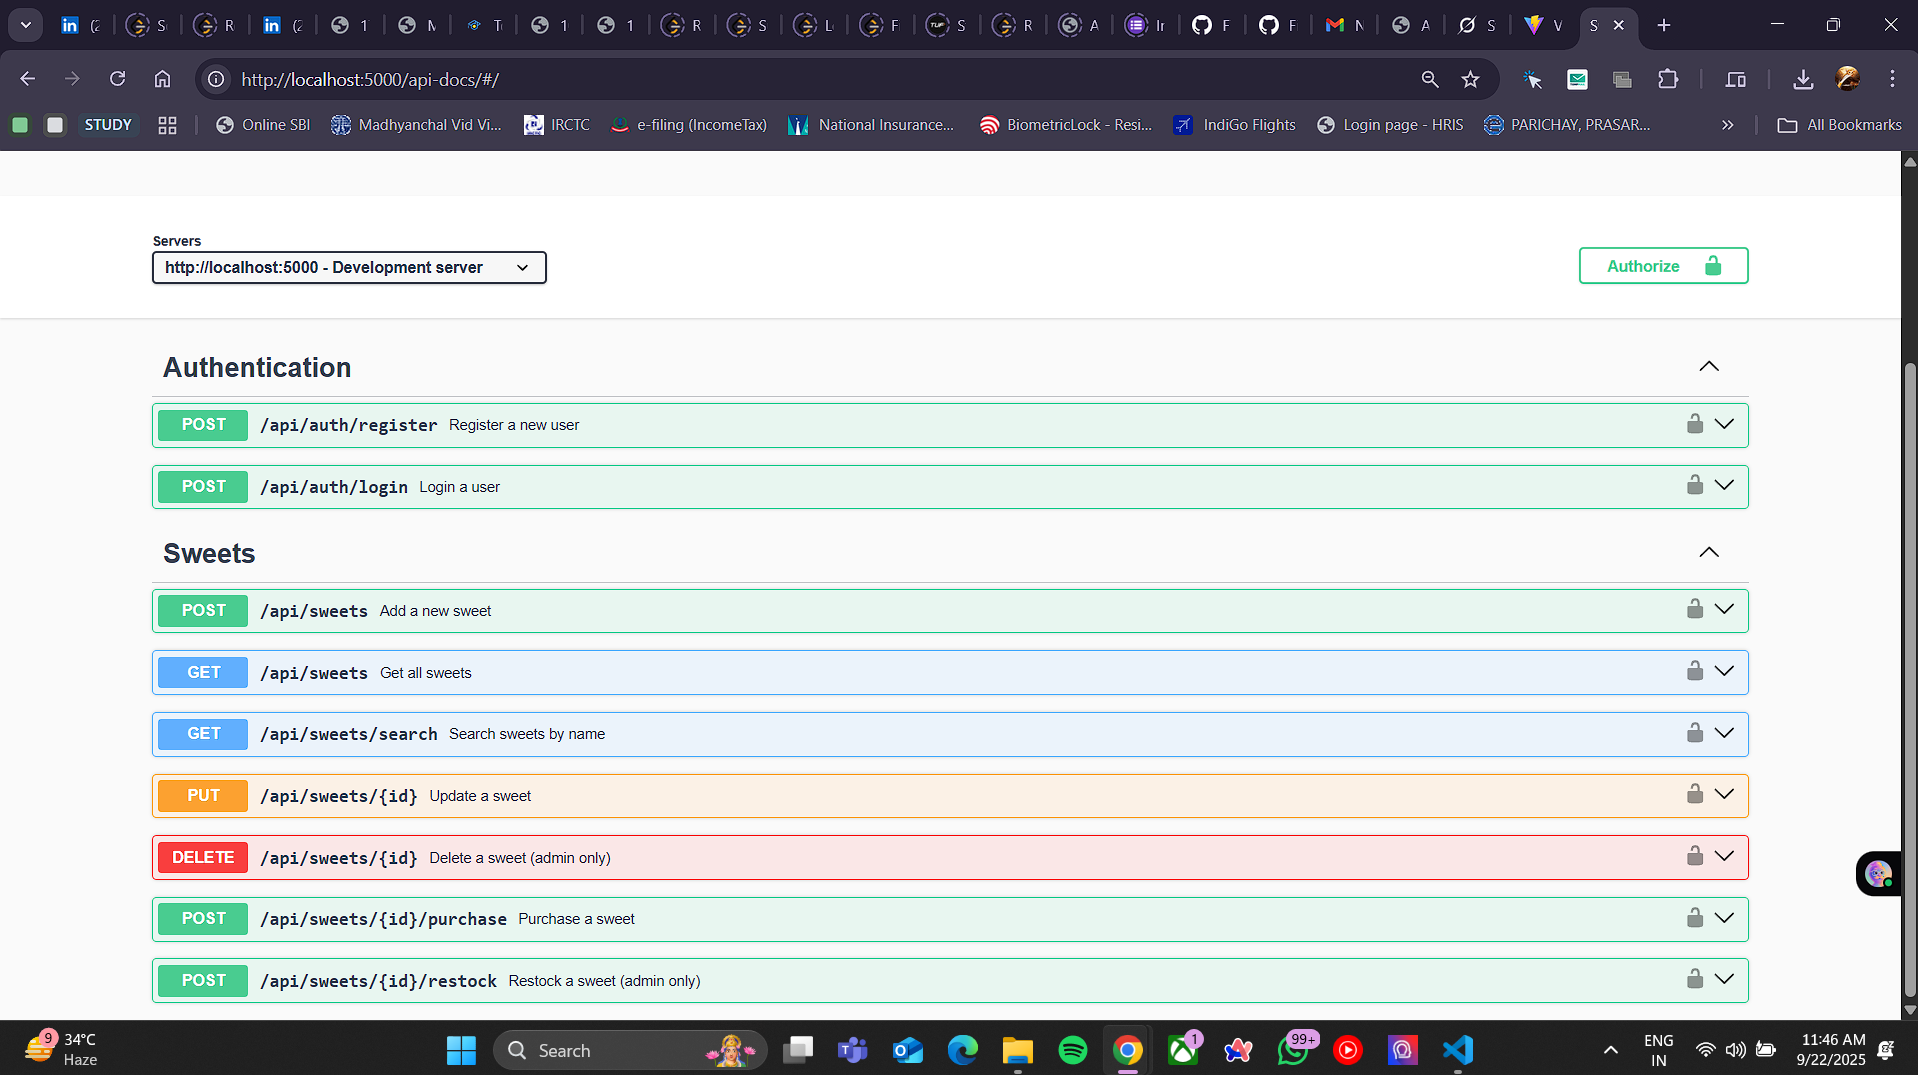 http://localhost:5000/api-docs/#/
STUDY
Online SBI
Madhyanchal Vid Vi...
IRCTC
e-filing (IncomeTax)
National Insurance...
BiometricLock - Resi...
IndiGo Flights
Login page - HRIS
PARICHAY, PRASAR...
All Bookmarks
Servers
http://localhost:5000 - Development server
Authorize
Authentication
POST /api/auth/register Register a new user
POST /api/auth/login Login a user
Sweets
POST /api/sweets Add a new sweet
GET /api/sweets Get all sweets
GET /api/sweets/search Search sweets by name
PUT /api/sweets/{id} Update a sweet
DELETE /api/sweets/{id} Delete a sweet (admin only)
POST /api/sweets/{id}/purchase Purchase a sweet
POST /api/sweets/{id}/restock Restock a sweet (admin only)
9
34°C
Haze
Search
1
99+
ENG
IN
11:46 AM
9/22/2025